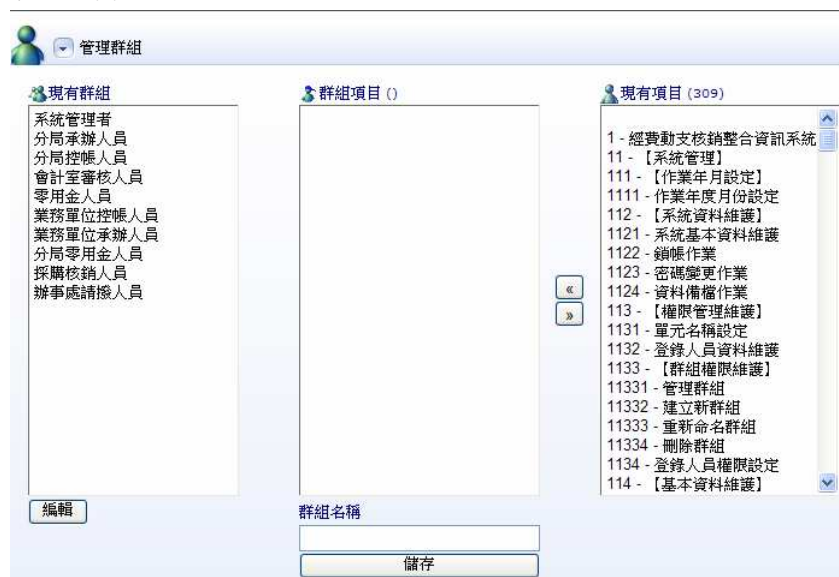 管理群組
現有群組
系統管理者
分局承辦人員
分局控帳人員
會計室審核人員
零用金人員
業務單位控帳人員
業務單位承辦人員
分局零用金人員
採購核銷人員
辦事處請撥人員
編輯
群組項目 ()
«
»
群組名稱
儲存
現有項目 (309)
1 - 經費動支核銷整合資訊系統
11 - 【系統管理】
111 - 【作業年月設定】
1111 - 作業年度月份設定
112 - 【系統資料維護】
1121 - 系統基本資料維護
1122 - 鎖帳作業
1123 - 密碼變更作業
1124 - 資料備檔作業
113 - 【權限管理維護】
1131 - 單元名稱設定
1132 - 登錄人員資料維護
1133 - 【群組權限維護】
11331 - 管理群組
11332 - 建立新群組
11333 - 重新命名群組
11334 - 刪除群組
1134 - 登錄人員權限設定
114 - 【基本資料維護】